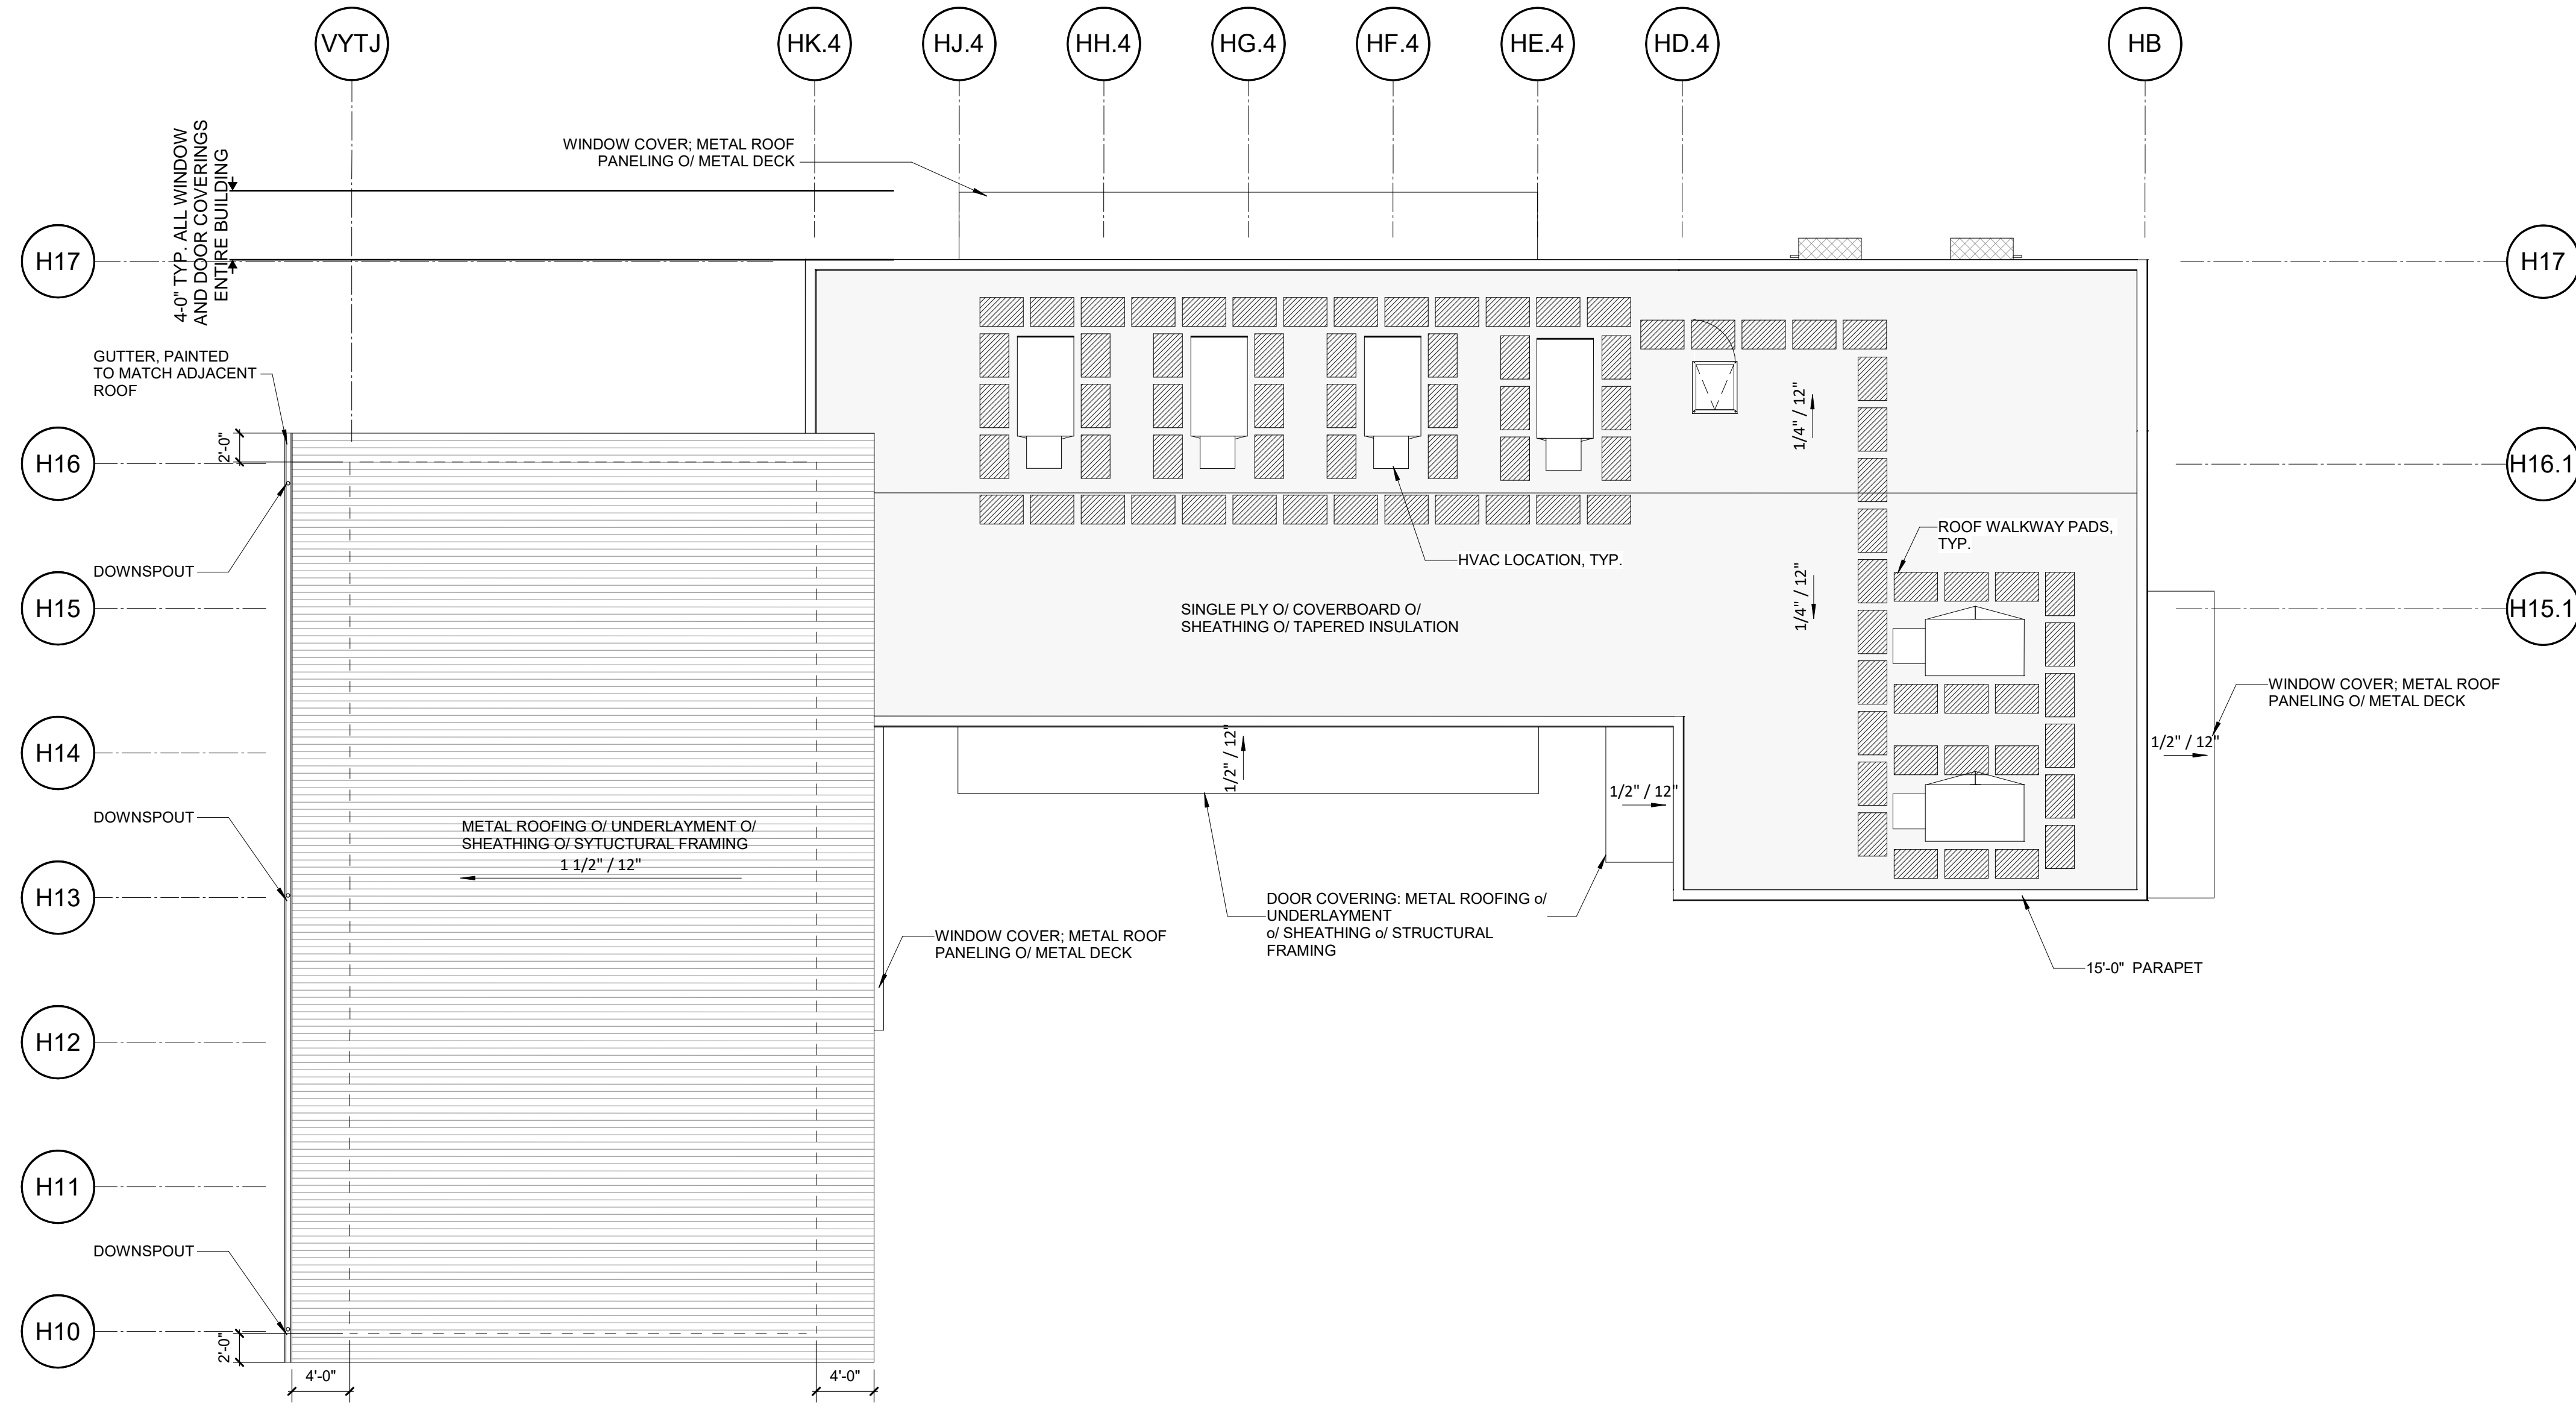 VYTJ
HK.4
HJ.4
HH.4
HG.4
HF.4
HE.4
HD.4
HB
4-0" TYP. ALL WINDOW
AND DOOR COVERINGS
ENTIRE BUILDING
WINDOW COVER; METAL ROOF
PANELING O/ METAL DECK
H17
H17
GUTTER, PAINTED
TO MATCH ADJACENT
ROOF
2'-0"
H16
1/4" / 12"
H16.1
DOWNSPOUT
HVAC LOCATION, TYP.
ROOF WALKWAY PADS,
TYP.
H15
SINGLE PLY O/ COVERBOARD O/
SHEATHING O/ TAPERED INSULATION
1/4" / 12"
H15.1
WINDOW COVER; METAL ROOF
PANELING O/ METAL DECK
H14
1/2" / 12"
1/2" / 12"
1/2" / 12"
DOWNSPOUT
METAL ROOFING O/ UNDERLAYMENT O/
SHEATHING O/ SYTUCTURAL FRAMING
1 1/2" / 12"
H13
DOOR COVERING: METAL ROOFING o/
UNDERLAYMENT
o/ SHEATHING o/ STRUCTURAL
FRAMING
WINDOW COVER; METAL ROOF
PANELING O/ METAL DECK
15'-0" PARAPET
H12
H11
DOWNSPOUT
H10
2'-0"
4'-0"
4'-0"